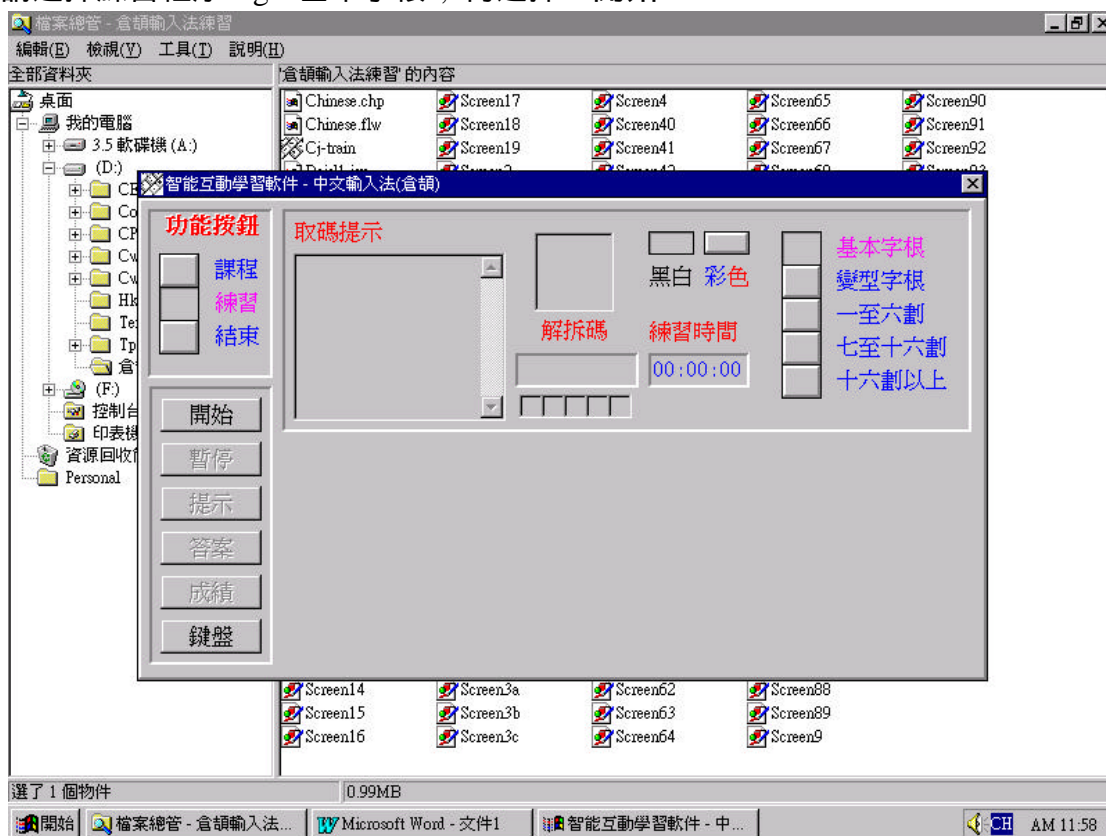 檔案總管 - 倉頡輸入法練習
編輯(E) 檢視(V) 工具(T) 說明(H)
全部資料夾
'倉頡輸入法練習' 的內容
桌面
我的電腦
3.5 軟碟機 (A:)
(D:)
Co
CP
Cw
Cw
Tp
(F:)
控制台
印表機
資源回收
Personal
Chinese.chp Screen17 Screen4 Screen65 Screen90
Chinese.flw Screen18 Screen40 Screen66 Screen91
Cj-train Screen19 Screen41 Screen67 Screen92
智能互動學習軟件 - 中文輸入法(倉頡)
功能按鈕
課程
練習
結束
開始
暫停
提示
答案
成績
鍵盤
取碼提示
解拆碼
黑白 彩色
練習時間
00:00:00
基本字根
變型字根
一至六劃
七至十六劃
十六劃以上
Screen14 Screen3a Screen62 Screen88
Screen15 Screen3b Screen63 Screen89
Screen16 Screen3c Screen64 Screen9
選了 1 個物件
0.99MB
開始 檔案總管 - 倉頡輸入法... Microsoft Word - 文件1 智能互動學習軟件 - 中... CH AM 11:58